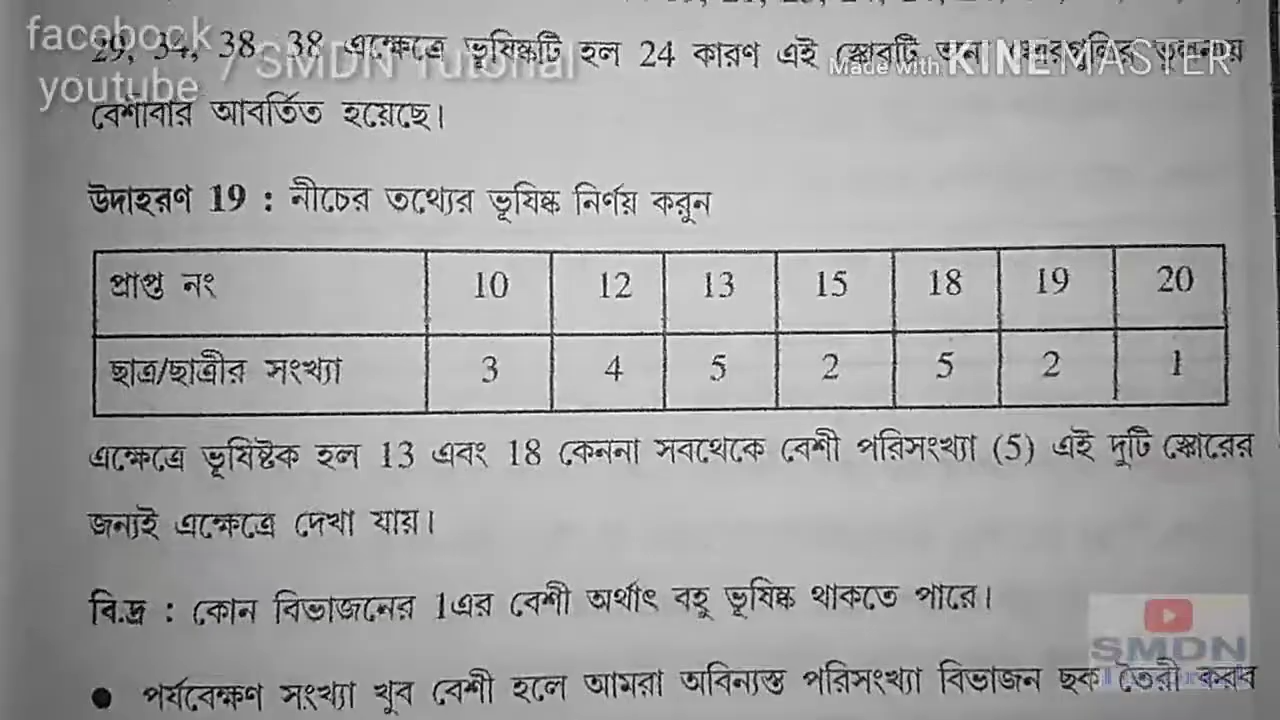 facebook
youtube / SMDN Tutorial
Made with KINEMASTER
29, 34, 38, 38 এক্ষেত্রে ভূষিষ্কটি হল 24 কারণ এই স্কোরটি তুলনায়
বেশীবার আবর্তিত হয়েছে।
উদাহরণ 19 : নীচের তথ্যের ভূষিষ্ক নির্ণয় করুন
প্রাপ্ত নং 10 12 13 15 18 19 20
ছাত্র/ছাত্রীর সংখ্যা 3 4 5 2 5 2 1
এক্ষেত্রে ভূষিষ্টক হল 13 এবং 18 কেননা সবথেকে বেশী পরিসংখ্যা (5) এই দুটি স্কোরের
জন্যই এক্ষেত্রে দেখা যায়।
বি.দ্র : কোন বিভাজনের 1এর বেশী অর্থাৎ বহু ভূষিষ্ক থাকতে পারে।
SMDN
• পর্যবেক্ষণ সংখ্যা খুব বেশী হলে আমরা অবিন্যস্ত পরিসংখ্যা বিভাজন ছক তৈরী করব